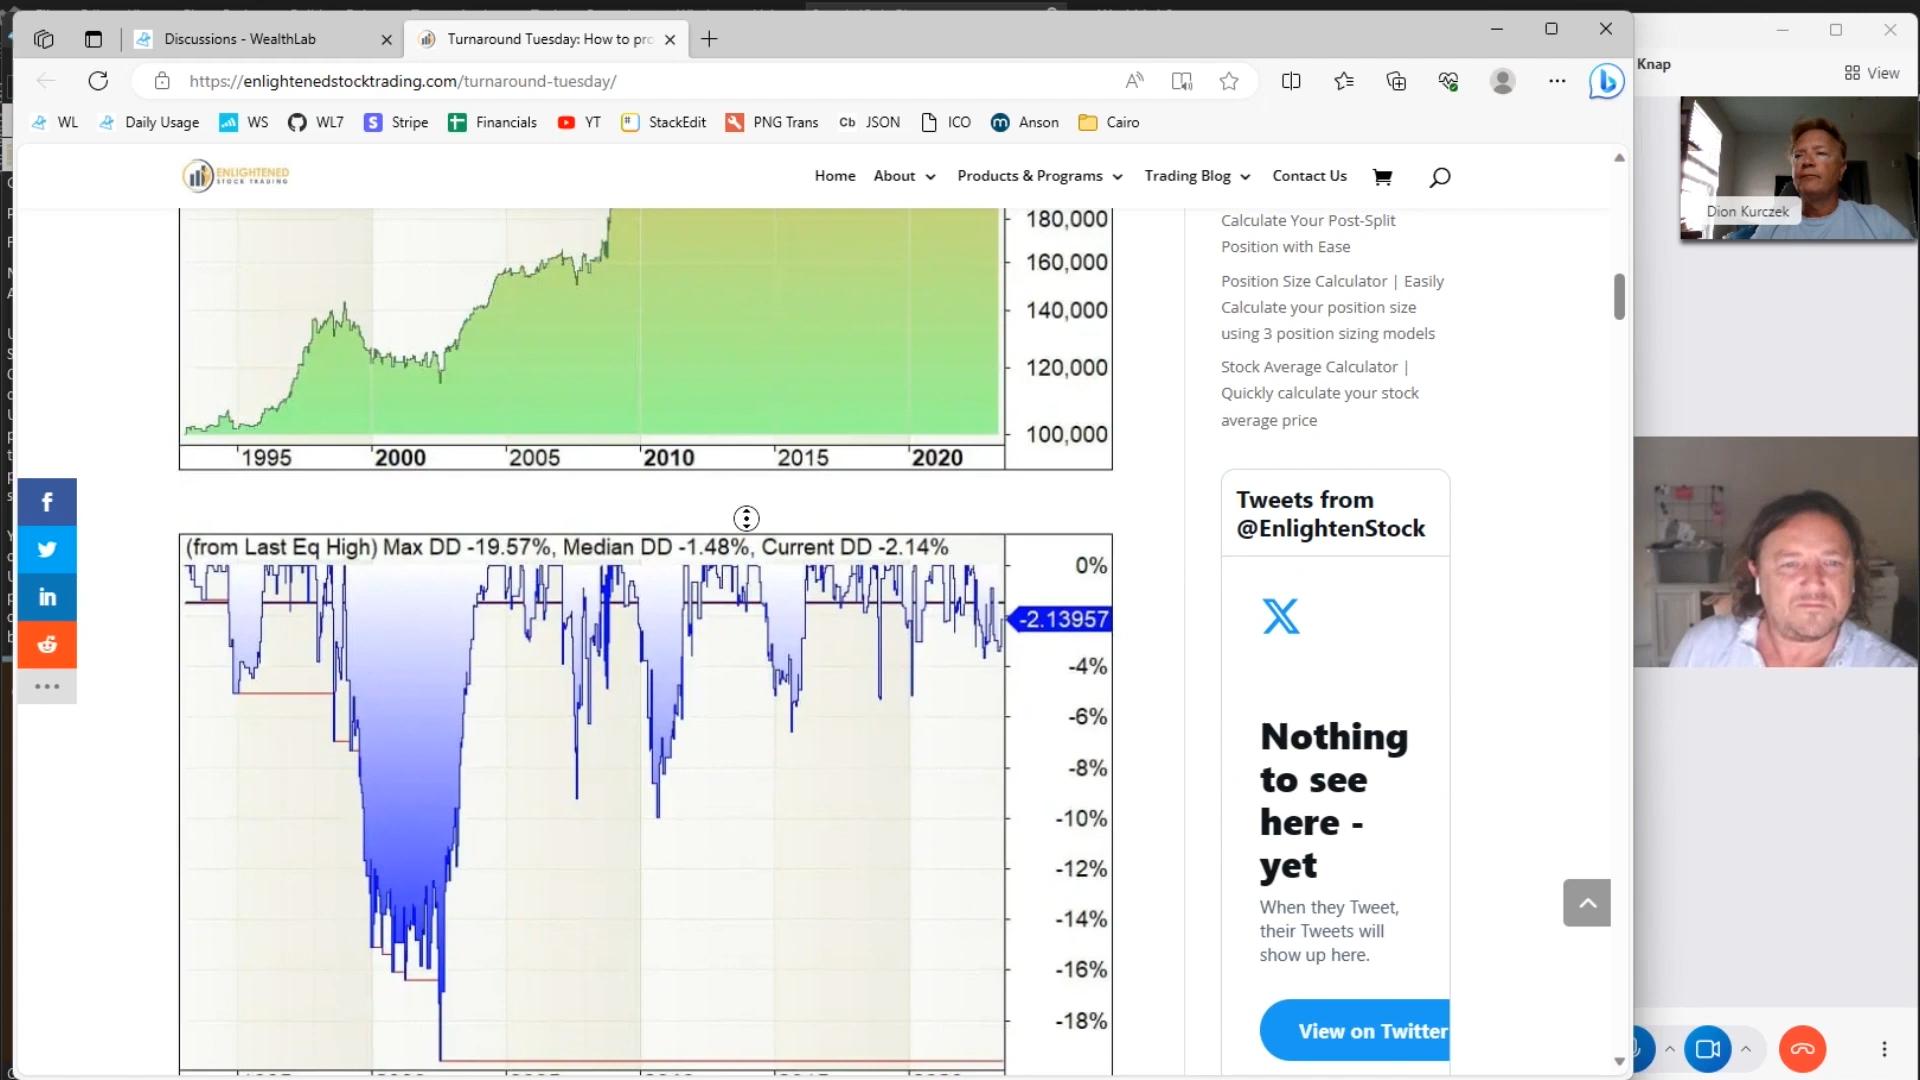 Discussions - WealthLab
Turnaround Tuesday: How to pro
https://enlightenedstocktrading.com/turnaround-tuesday/
WL
Daily Usage
WS
WL7
Stripe
Financials
YT
StackEdit
PNG Trans
JSON
ICO
Anson
Cairo
Knap
View
ENLIGHTENED
STOCK TRADING
Home
About
Products & Programs
Trading Blog
Contact Us
Dion Kurczek
180,000
160,000
140,000
120,000
100,000
1995
2000
2005
2010
2015
2020
Calculate Your Post-Split
Position with Ease
Position Size Calculator | Easily
Calculate your position size
using 3 position sizing models
Stock Average Calculator |
Quickly calculate your stock
average price
(from Last Eq High) Max DD -19.57%, Median DD -1.48%, Current DD -2.14%
0%
-2.13957
-4%
-6%
-8%
-10%
-12%
-14%
-16%
-18%
Tweets from
@EnlightenStock
Nothing
to see
here -
yet
When they Tweet,
their Tweets will
show up here.
View on Twitter